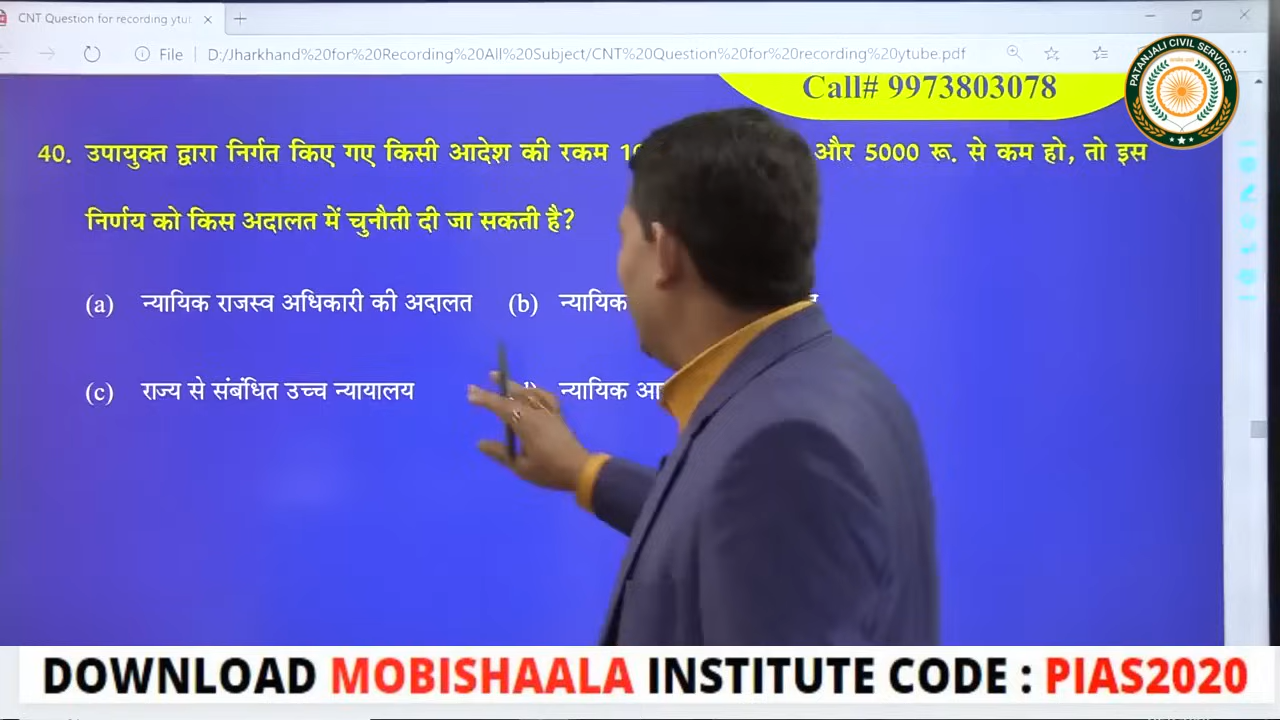 CNT Question for recording ytu
File
D:/Jharkhand%20for%20Recording%20All%20Subject/CNT%20Question%20for%20recording%20ytube.pdf
PATANJALI CIVIL SERVICES
Call# 9973803078
40. उपायुक्त द्वारा निर्गत किए गए किसी आदेश की रकम और 5000 रू. से कम हो, तो इस
निर्णय को किस अदालत में चुनौती दी जा सकती है?
(a) न्यायिक राजस्व अधिकारी की अदालत (b) न्यायिक
(c) राज्य से संबंधित उच्च न्यायालय न्यायिक
DOWNLOAD MOBISHAALA INSTITUTE CODE : PIAS2020